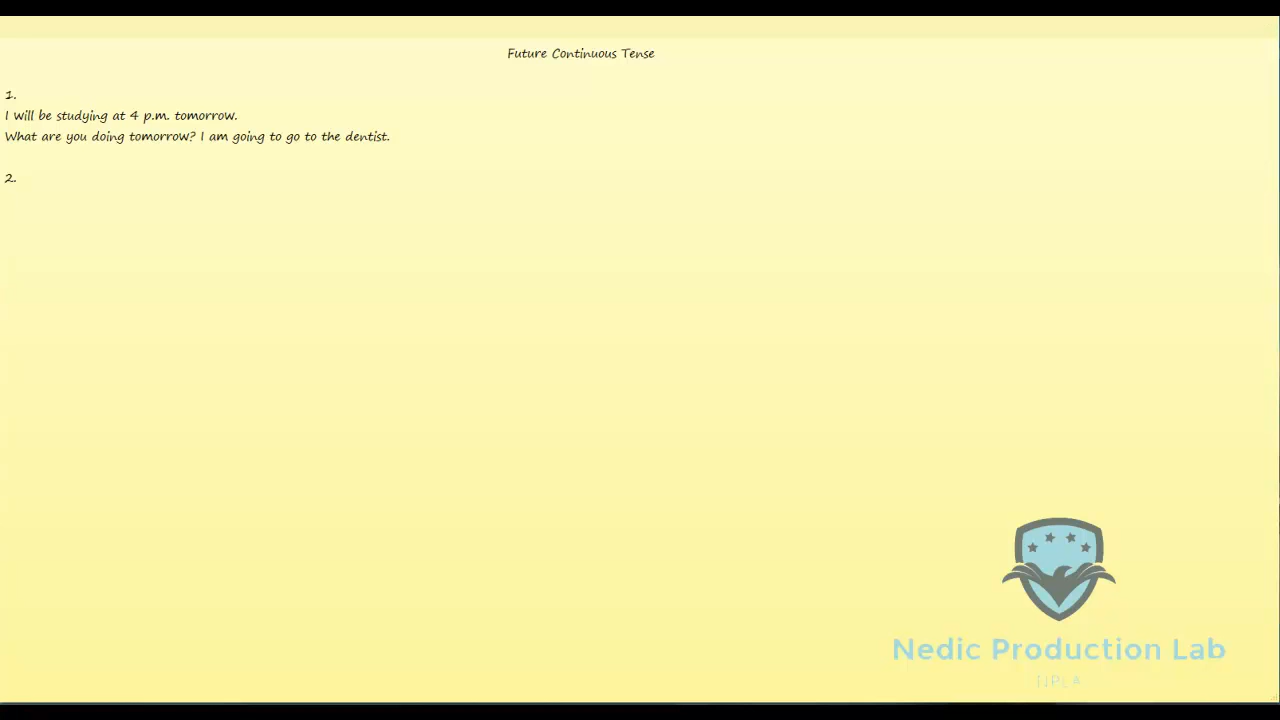 Future Continuous Tense
1.
I will be studying at 4 p.m. tomorrow.
What are you doing tomorrow? I am going to go to the dentist.
2.
Nedic Production Lab